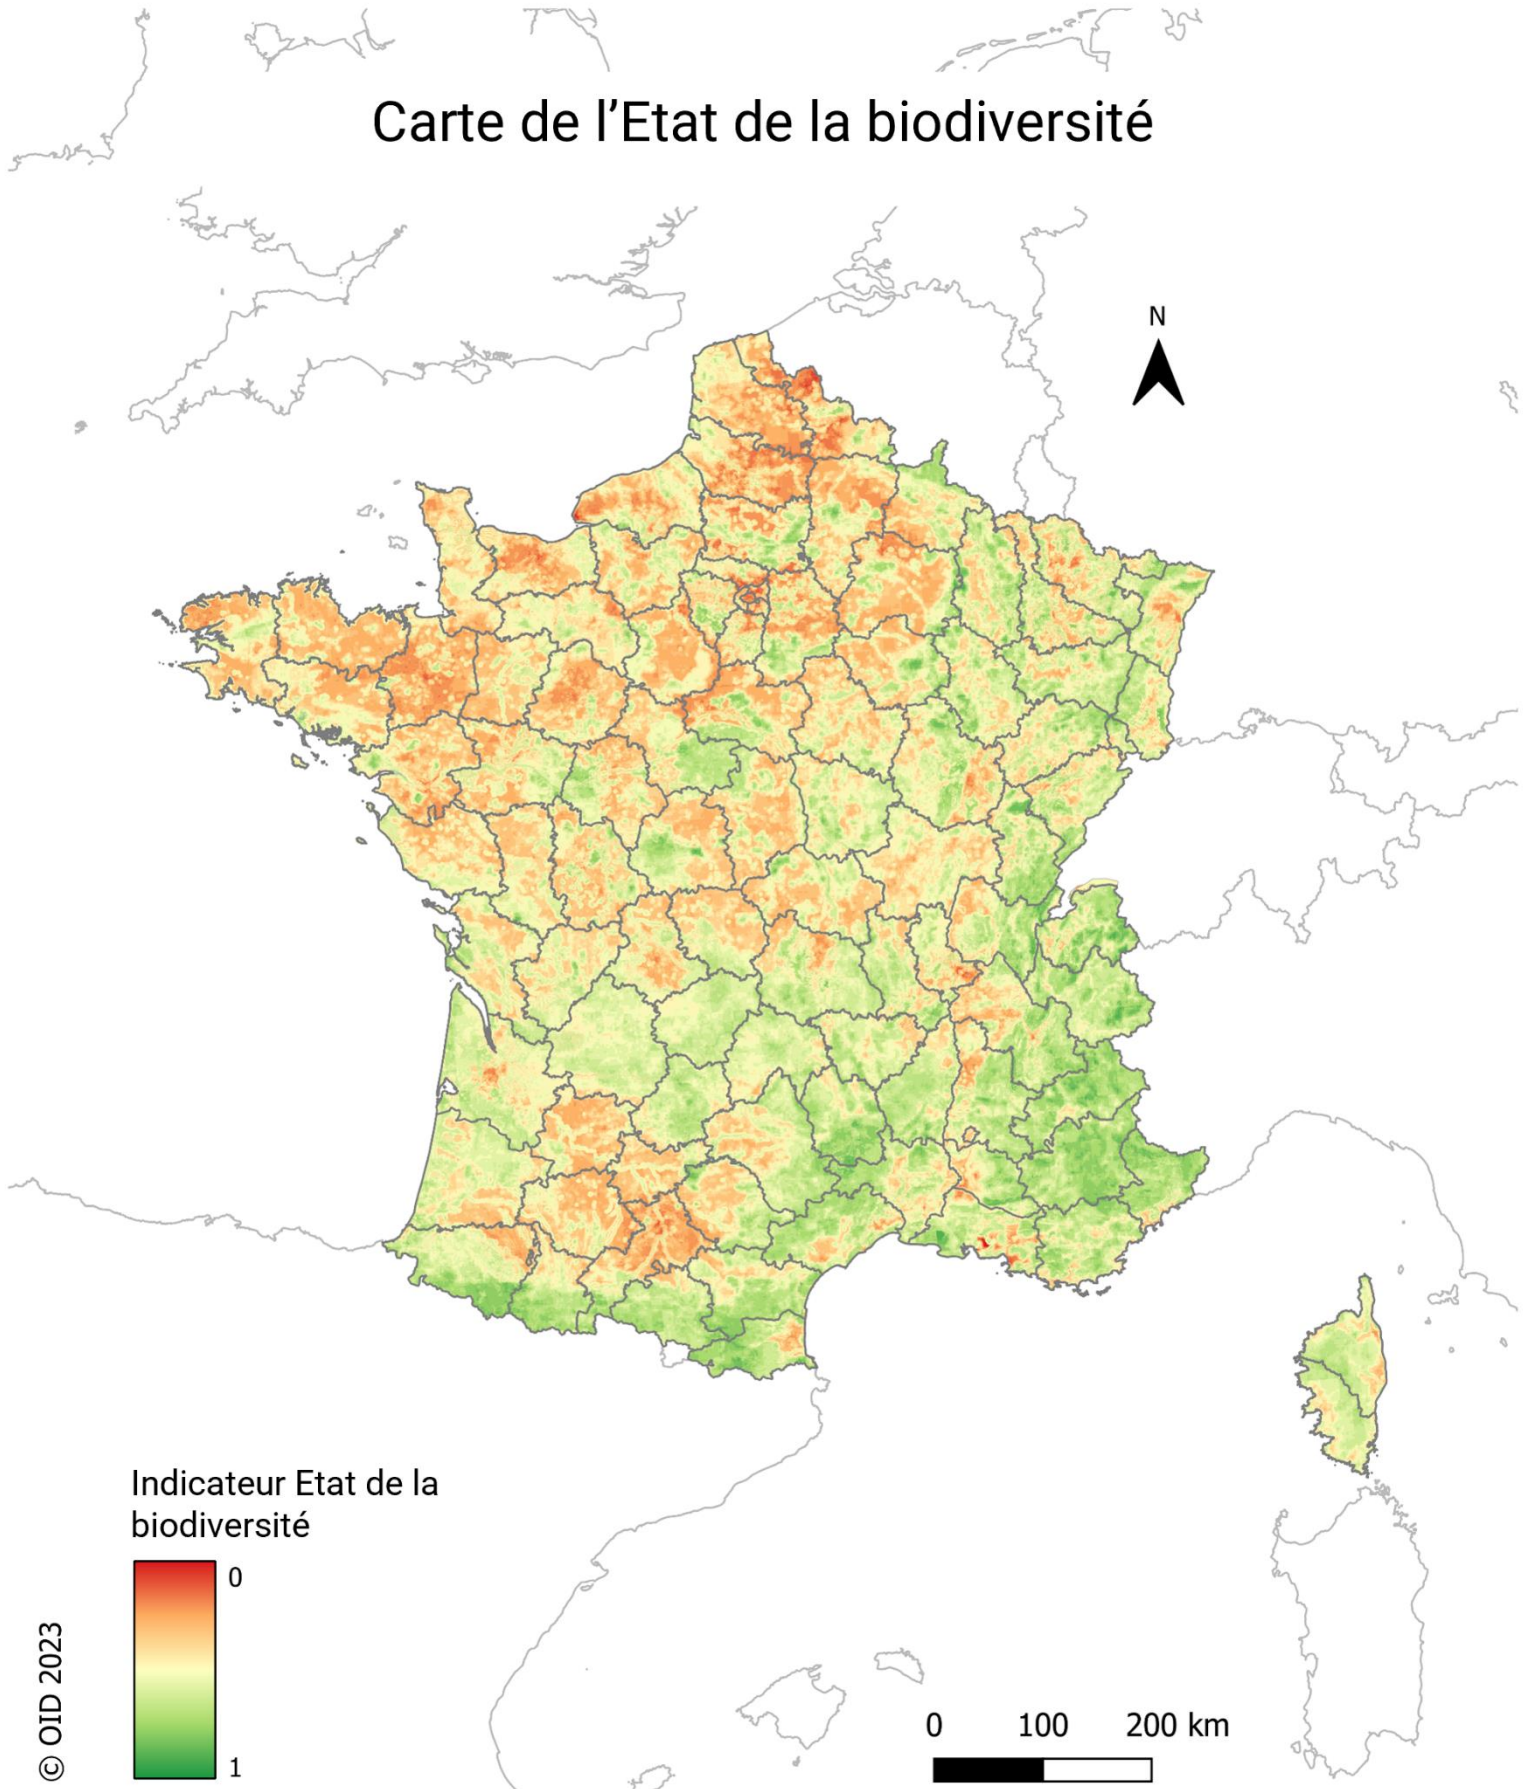 Carte de l’Etat de la biodiversité
N
Indicateur Etat de la
biodiversité
0
1
© OID 2023
0 100 200 km